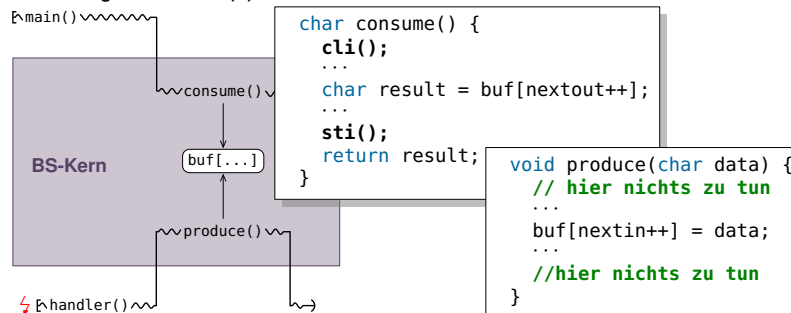 main()
consume()
BS-Kern
buf[...]
produce()
handler()
char consume() {
cli();
...
char result = buf[nextout++];
...
sti();
return result;
}
void produce(char data) {
// hier nichts zu tun
...
buf[nextin++] = data;
...
//hier nichts zu tun
}